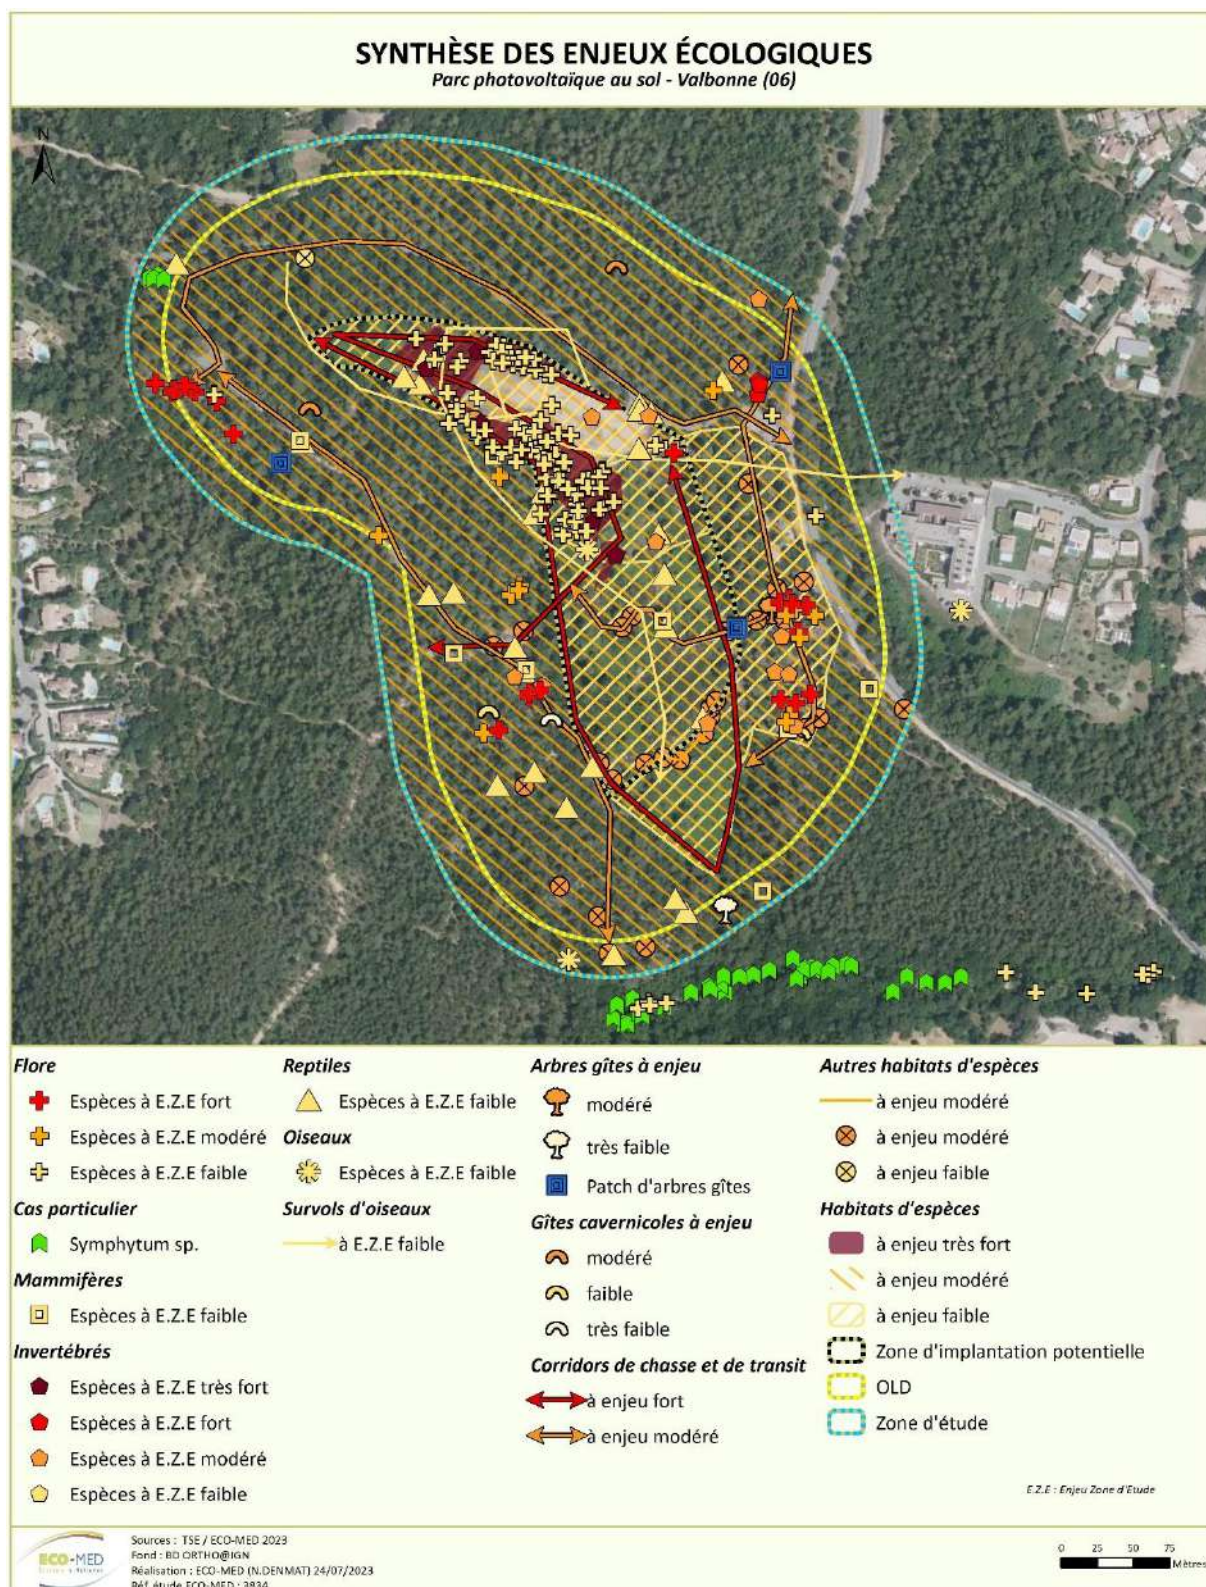 SYNTHÈSE DES ENJEUX ÉCOLOGIQUES
Parc photovoltaïque au sol - Valbonne (06)
N
Flore
Espèces à E.Z.E fort
Espèces à E.Z.E modéré
Espèces à E.Z.E faible
Cas particulier
Symphytum sp.
Mammifères
Espèces à E.Z.E faible
Invertébrés
Espèces à E.Z.E très fort
Espèces à E.Z.E fort
Espèces à E.Z.E modéré
Espèces à E.Z.E faible
Reptiles
Espèces à E.Z.E faible
Oiseaux
Espèces à E.Z.E faible
Survols d'oiseaux
à E.Z.E faible
Arbres gîtes à enjeu
modéré
très faible
Patch d'arbres gîtes
Gîtes cavernicoles à enjeu
modéré
faible
très faible
Corridors de chasse et de transit
à enjeu fort
à enjeu modéré
Autres habitats d'espèces
à enjeu modéré
à enjeu modéré
à enjeu faible
Habitats d'espèces
à enjeu très fort
à enjeu modéré
à enjeu faible
Zone d'implantation potentielle
OLD
Zone d'étude
E.Z.E : Enjeu Zone d'Etude
ECO-MED
Sources : TSE / ECO-MED 2023
Fond : BD ORTHO@IGN
Réalisation : ECO-MED (N.DENMAT) 24/07/2023
Réf. étude ECO-MED : 3834
0 25 50 75
Mètres